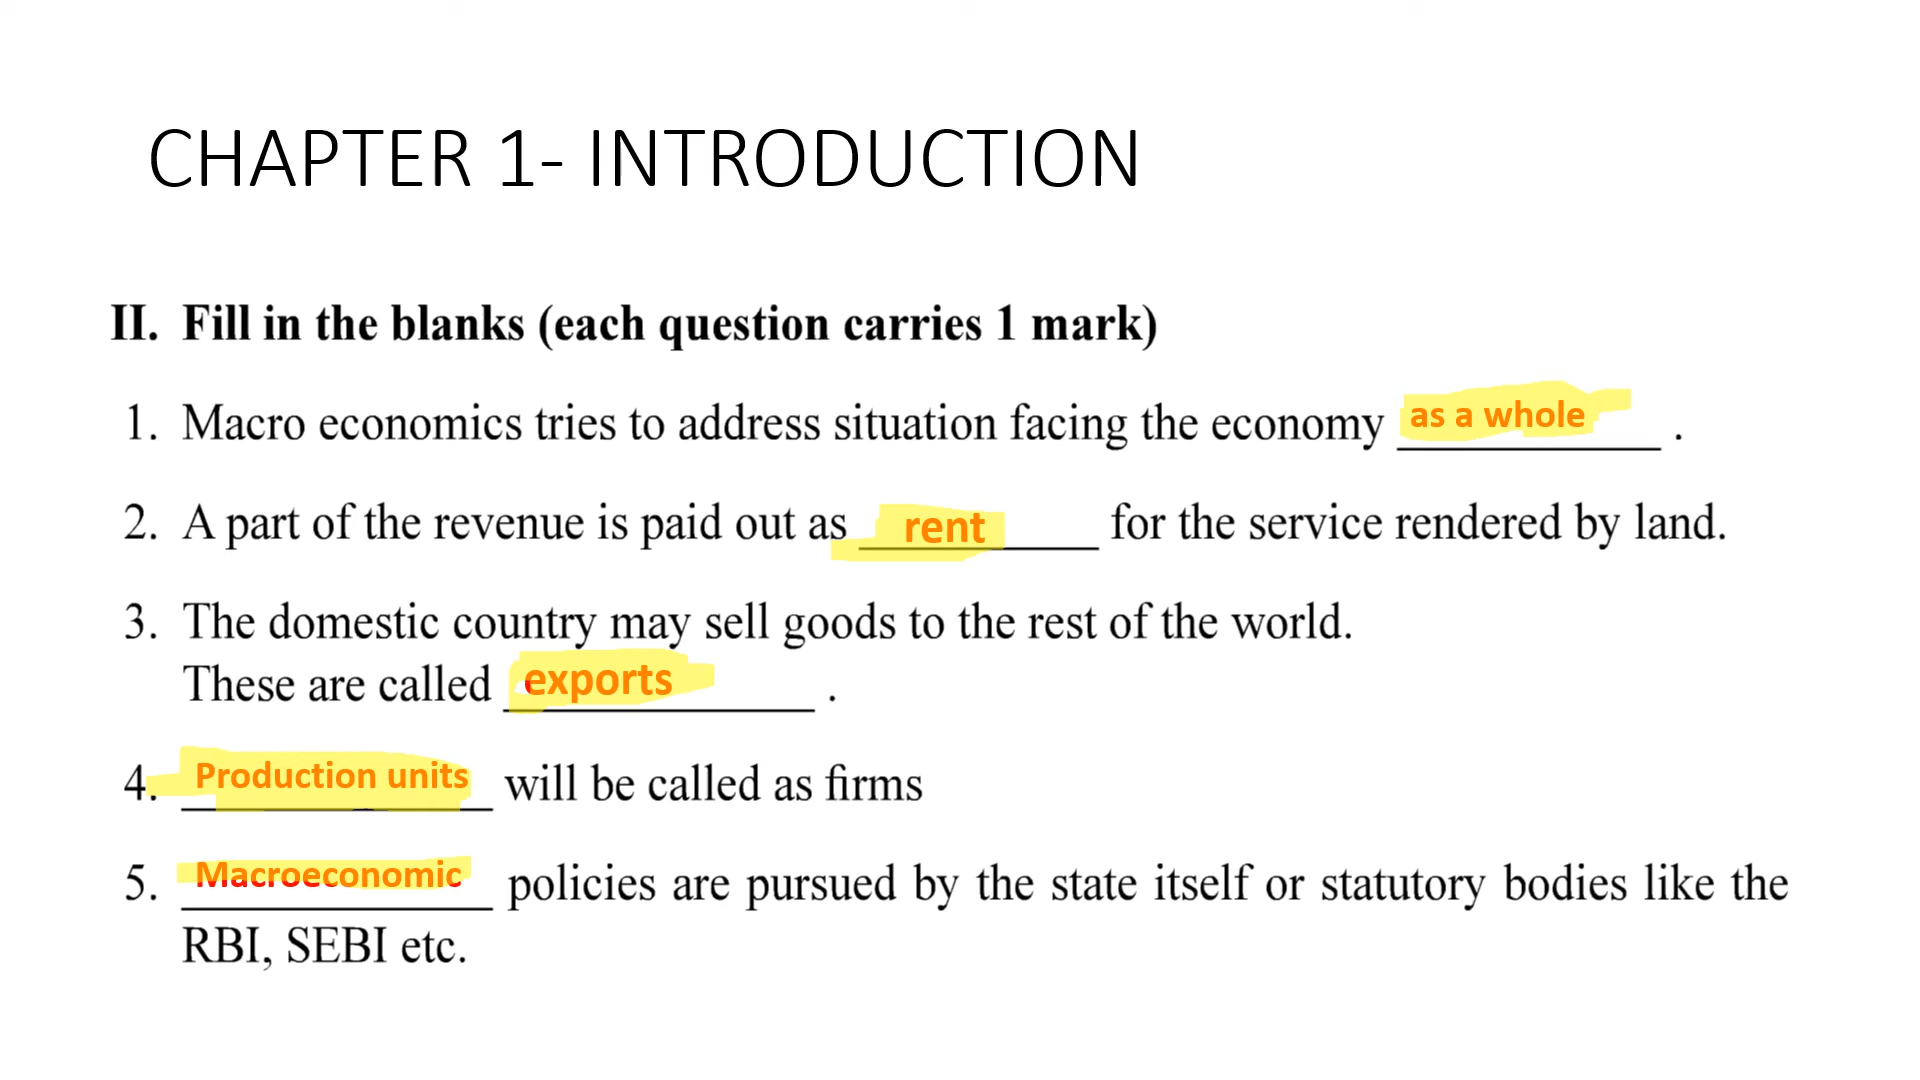 CHAPTER 1- INTRODUCTION
II. Fill in the blanks (each question carries 1 mark)
1. Macro economics tries to address situation facing the economy as a whole .
2. A part of the revenue is paid out as rent for the service rendered by land.
3. The domestic country may sell goods to the rest of the world.
These are called exports .
4. Production units will be called as firms
5. Macroeconomic policies are pursued by the state itself or statutory bodies like the
RBI, SEBI etc.